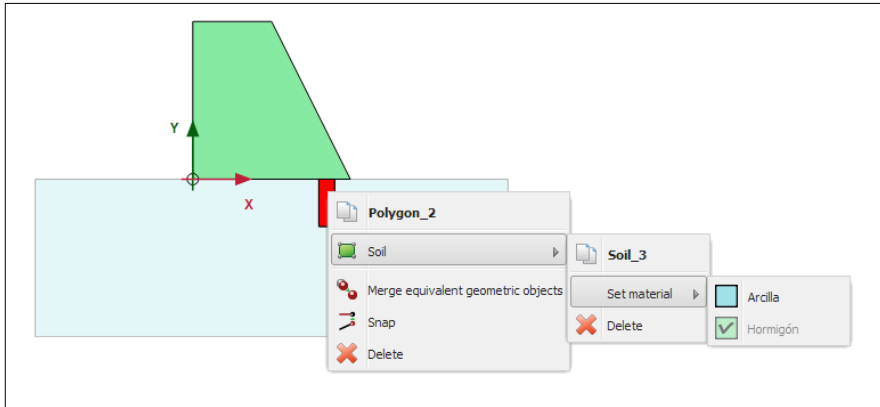 Y
X
Polygon_2
Soil
Merge equivalent geometric objects
Snap
Delete
Soil_3
Set material
Delete
Arcilla
Hormigón